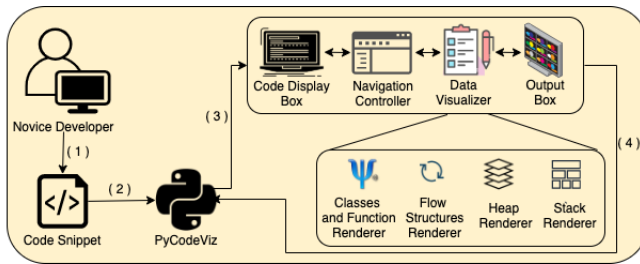 Novice Developer
( 1 )
</>
Code Snippet
( 2 )
PyCodeViz
( 3 )
Code Display
Box
Navigation
Controller
Data
Visualizer
Output
Box
( 4 )
Classes
and Function
Renderer
Flow
Structures
Renderer
Heap
Renderer
Stack
Renderer